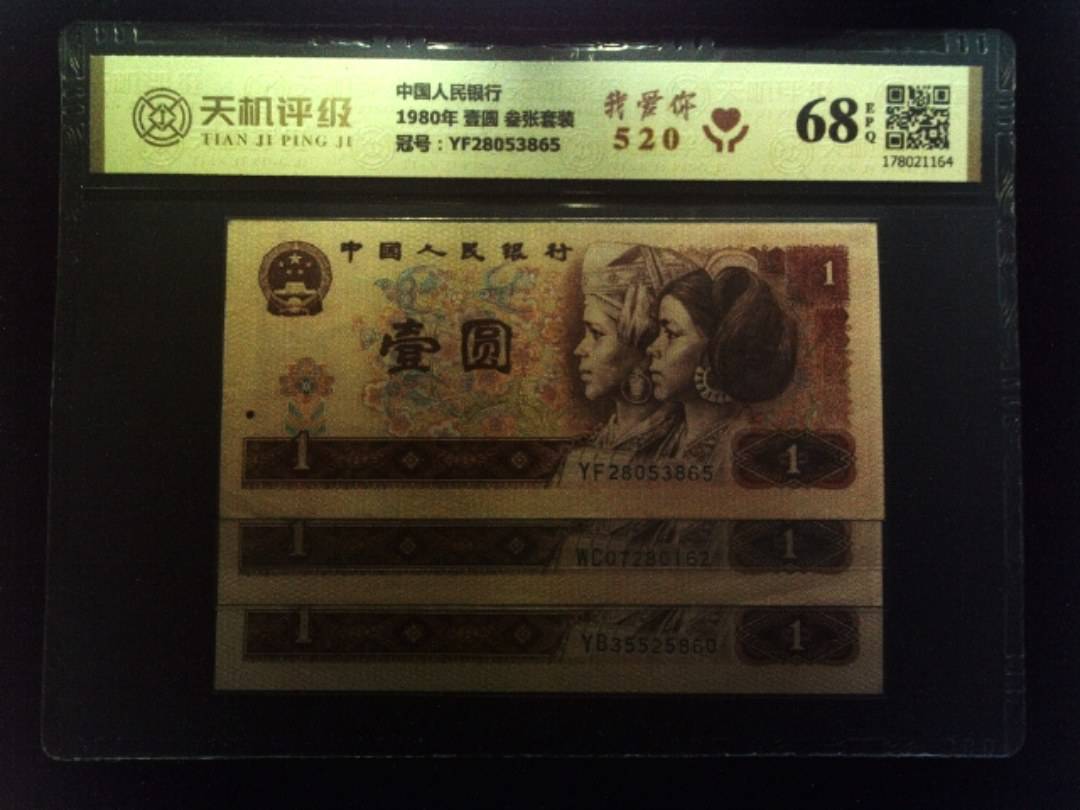 天机评级
TIAN JI PING JI
中国人民银行
1980年 壹圆 叁张套装
冠号：YF28053865
我爱你
520
68
EPQ
178021164
中国人民银行
1
壹圆
1
YF28053865
1
1
WC07280162
1
1
YB35525860
1